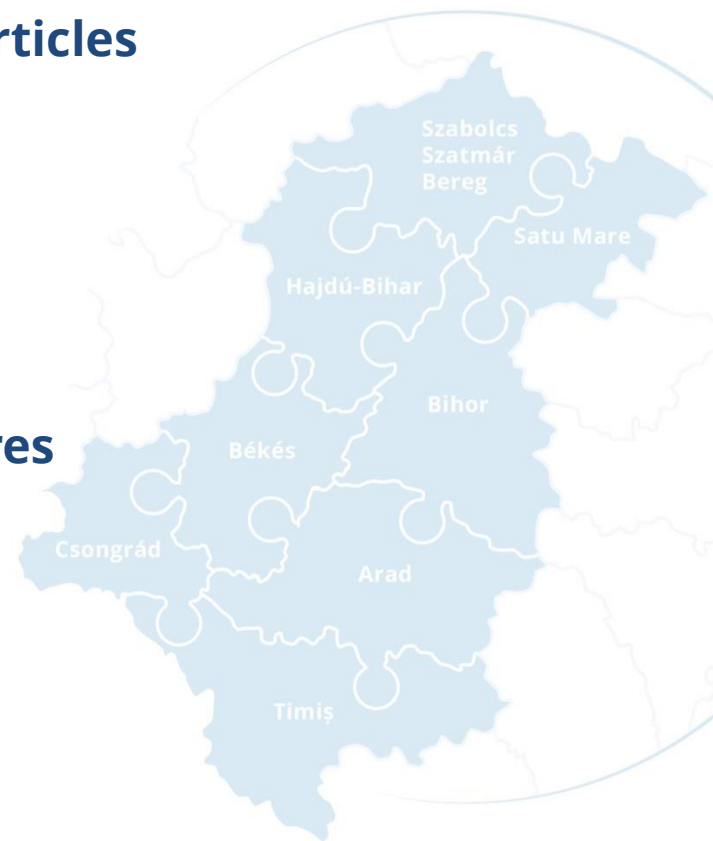 rticles
Szabolcs
Szatmár
Bereg
Satu Mare
Hajdú-Bihar
Bihor
res
Békés
Csongrád
Arad
Timiș